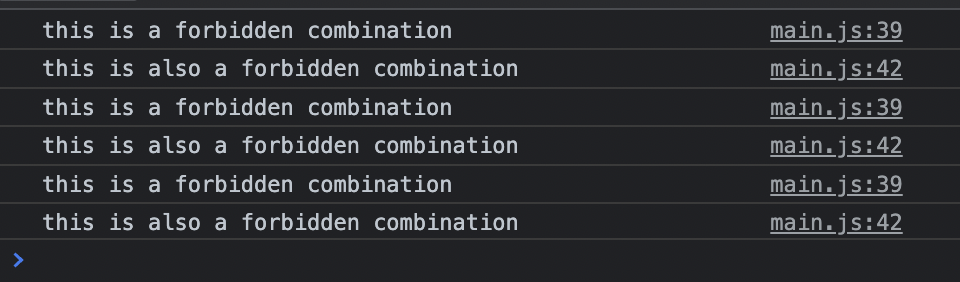 this is a forbidden combination main.js:39
this is also a forbidden combination main.js:42
this is a forbidden combination main.js:39
this is also a forbidden combination main.js:42
this is a forbidden combination main.js:39
this is also a forbidden combination main.js:42